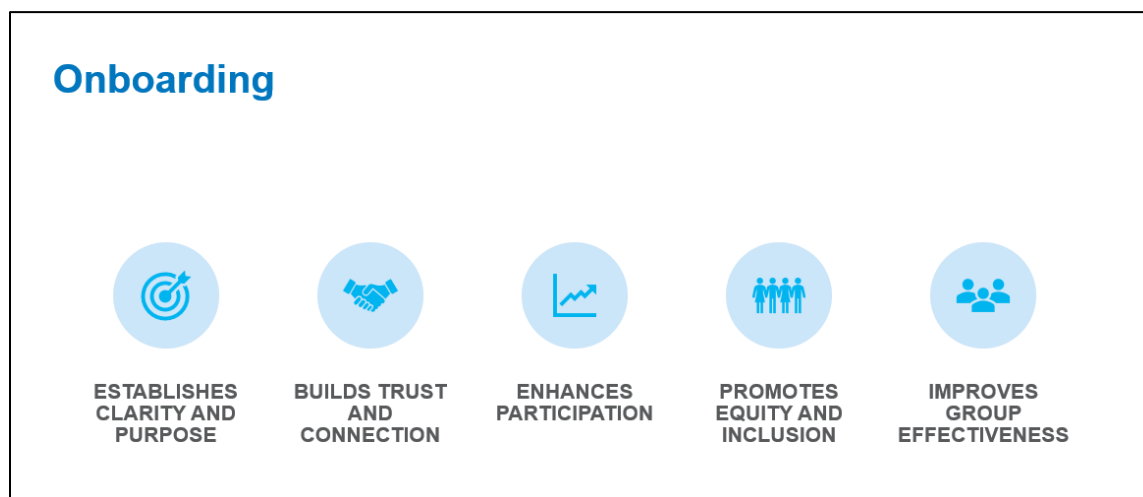 Onboarding
ESTABLISHES
CLARITY AND
PURPOSE
BUILDS TRUST
AND
CONNECTION
ENHANCES
PARTICIPATION
PROMOTES
EQUITY AND
INCLUSION
IMPROVES
GROUP
EFFECTIVENESS